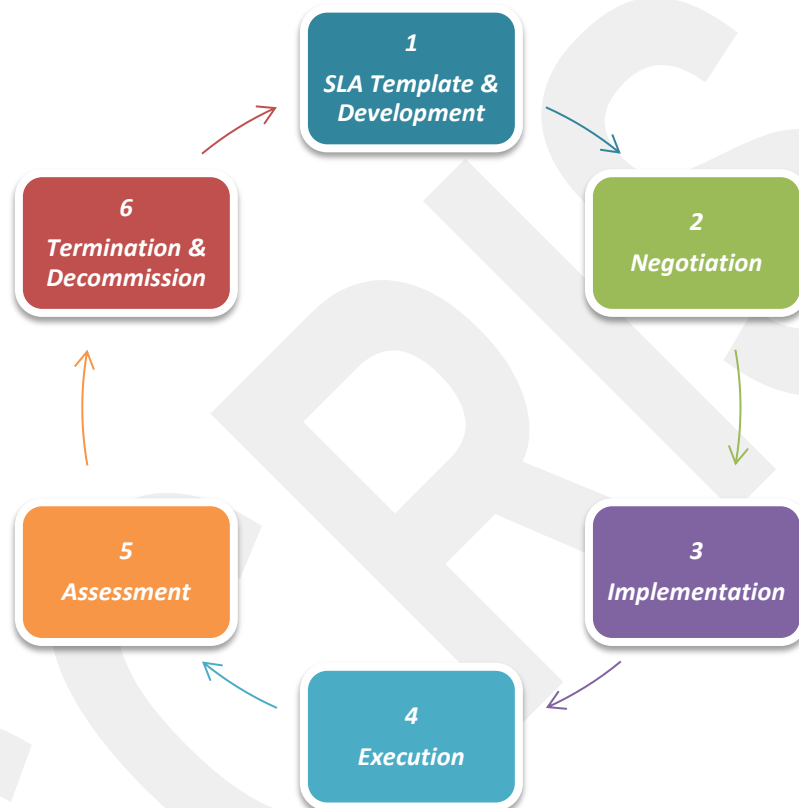 1
SLA Template &
Development
2
Negotiation
3
Implementation
4
Execution
5
Assessment
6
Termination &
Decommission